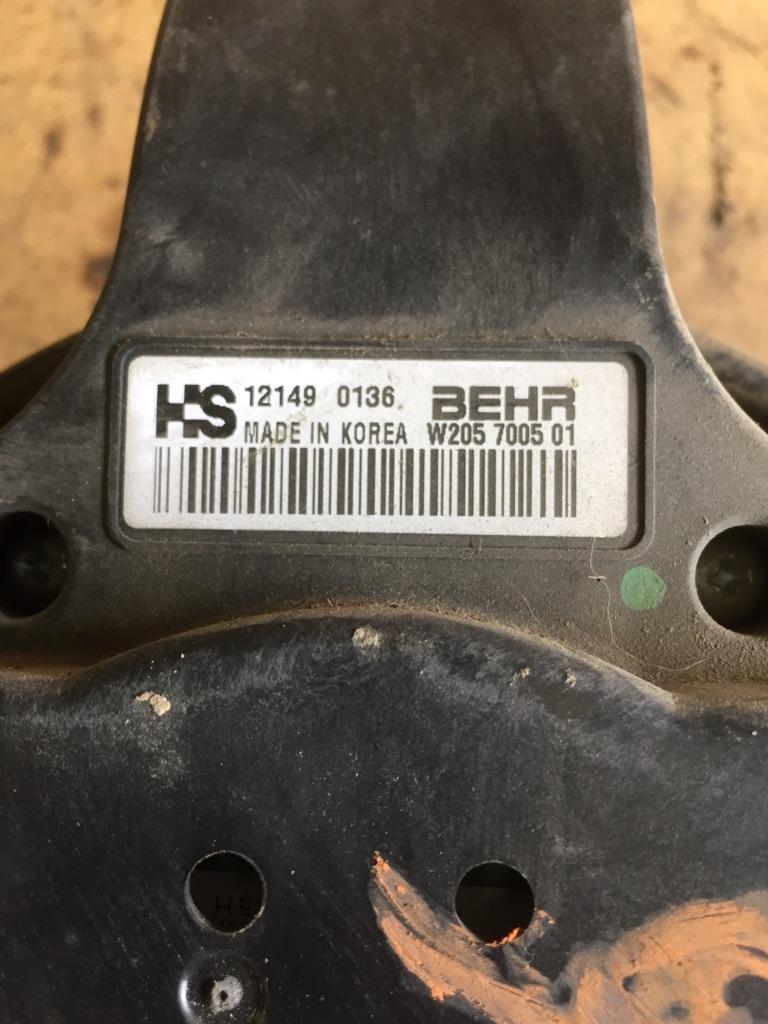 HS 12149 0136 BEHR
MADE IN KOREA W205 7005 01